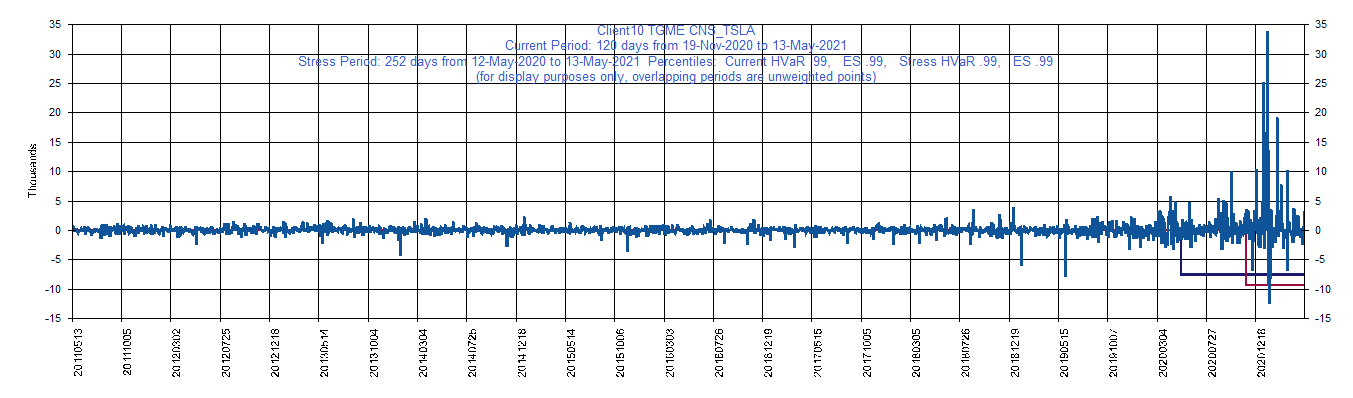 Client10 TGME CNS_TSLA
Current Period: 120 days from 19-Nov-2020 to 13-May-2021
Stress Period: 252 days from 12-May-2020 to 13-May-2021 Percentiles: Current HVaR .99, ES .99, Stress HVaR .99, ES .99
(for display purposes only, overlapping periods are unweighted points)
Thousands
35 35
30 30
25 25
20 20
15 15
10 10
5 5
0 0
-5 -5
-10 -10
-15 -15
20110513 20111005 20120302 20120725 20121218 20130514 20131004 20140304 20140725 20141218 20150514 20151006 20160303 20160726 20161219 20170515 20171005 20180305 20180726 20181219 20190515 20191007 20200304 20200727 20201218